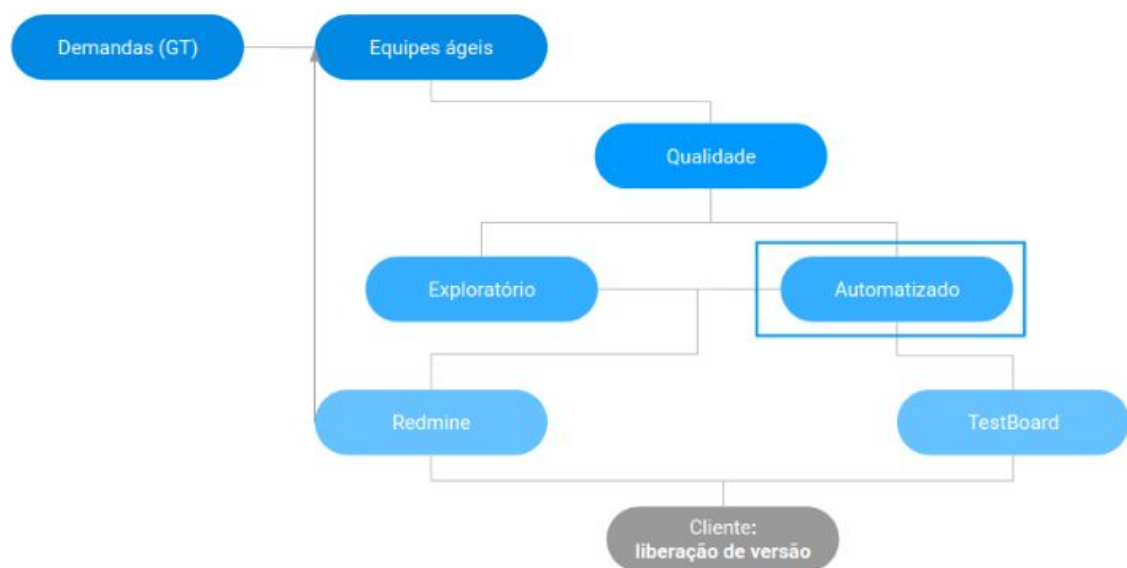 Demandas (GT)
Equipes ágeis
Qualidade
Exploratório
Automatizado
Redmine
TestBoard
Cliente:
liberação de versão